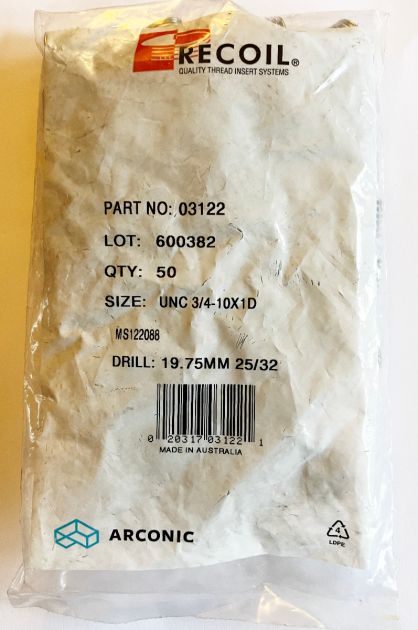 RECOIL®
QUALITY THREAD INSERT SYSTEMS
PART NO: 03122
LOT: 600382
QTY: 50
SIZE: UNC 3/4-10X1D
MS122088
DRILL: 19.75MM 25/32
0 20317 03122 1
MADE IN AUSTRALIA
ARCONIC
4
LDPE